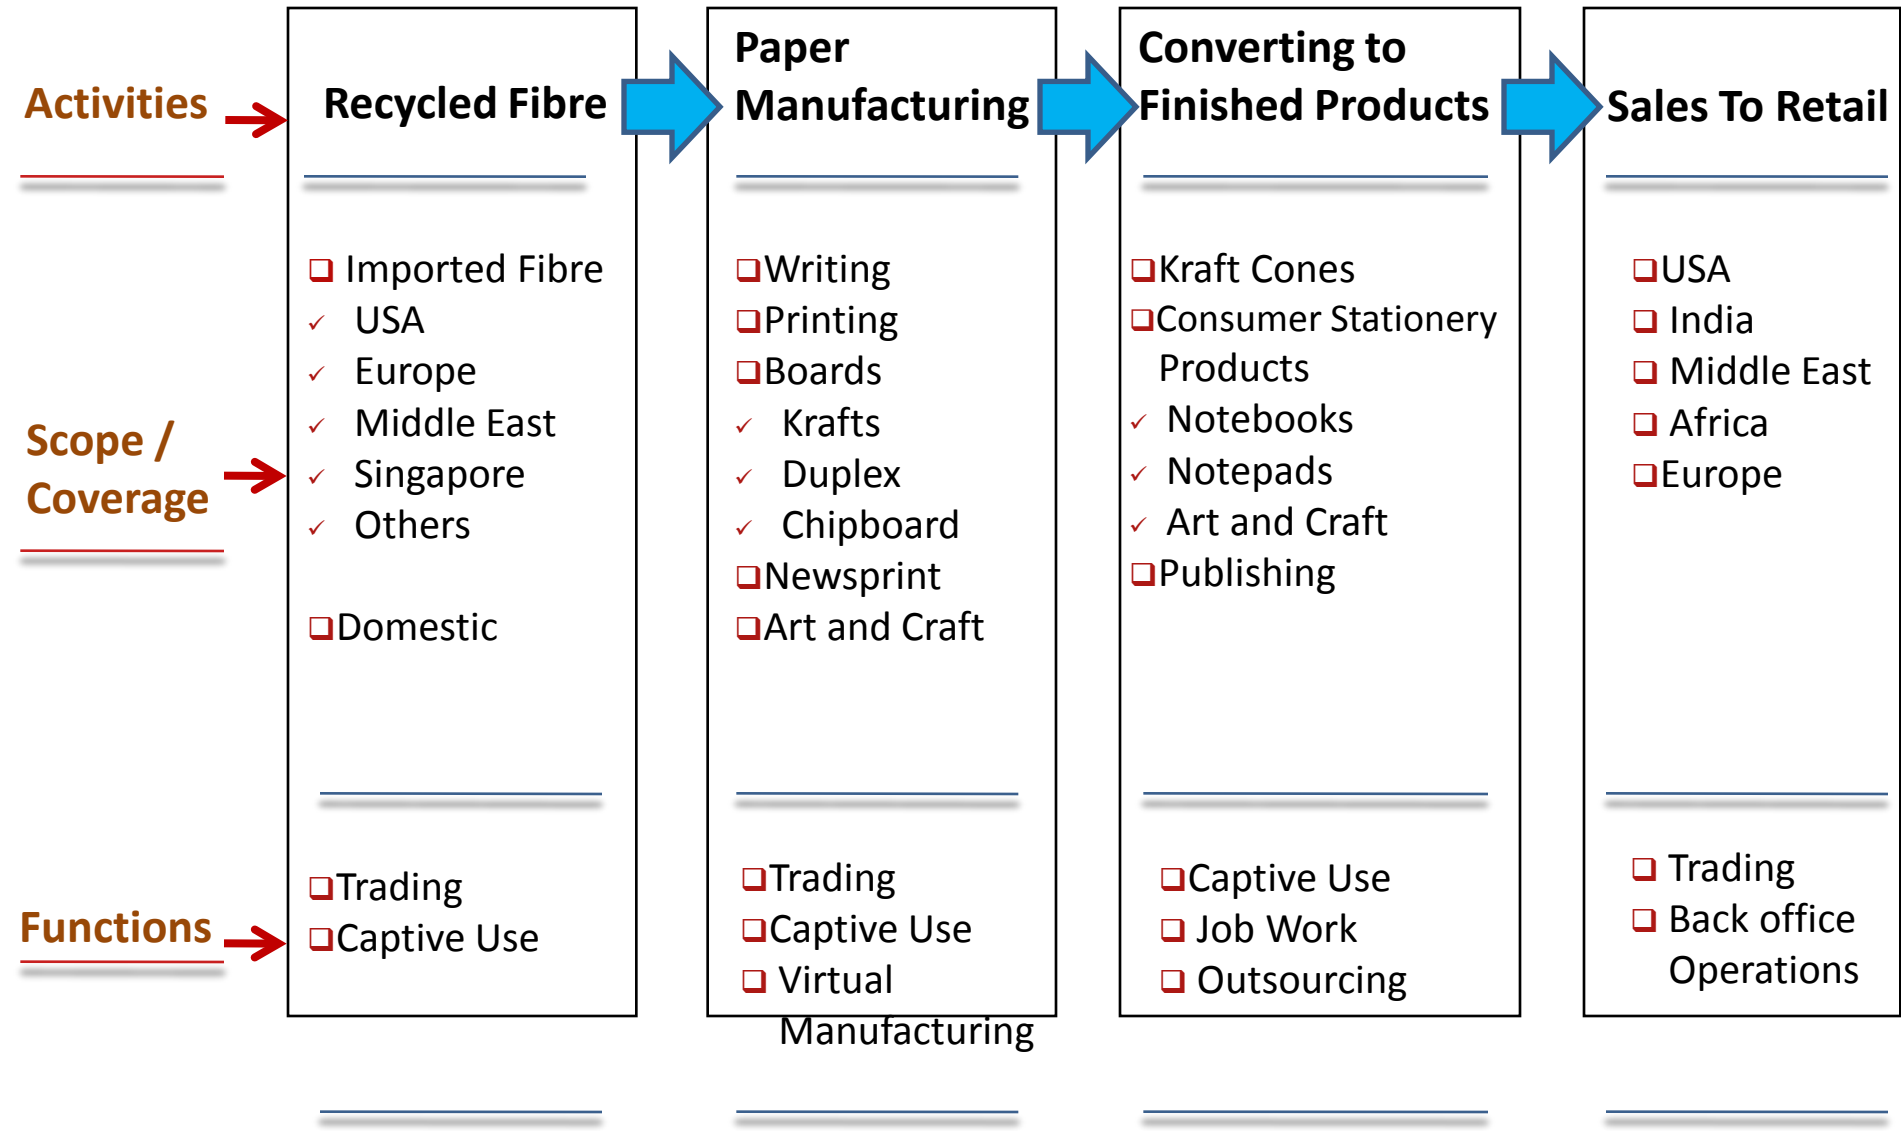 Activities
Recycled Fibre
Paper
Manufacturing
Converting to
Finished Products
Sales To Retail
Scope /
Coverage
Imported Fibre
USA
Europe
Middle East
Singapore
Others
Domestic
Writing
Printing
Boards
Krafts
Duplex
Chipboard
Newsprint
Art and Craft
Kraft Cones
Consumer Stationery
Products
Notebooks
Notepads
Art and Craft
Publishing
USA
India
Middle East
Africa
Europe
Functions
Trading
Captive Use
Trading
Captive Use
Virtual
Manufacturing
Captive Use
Job Work
Outsourcing
Trading
Back office
Operations